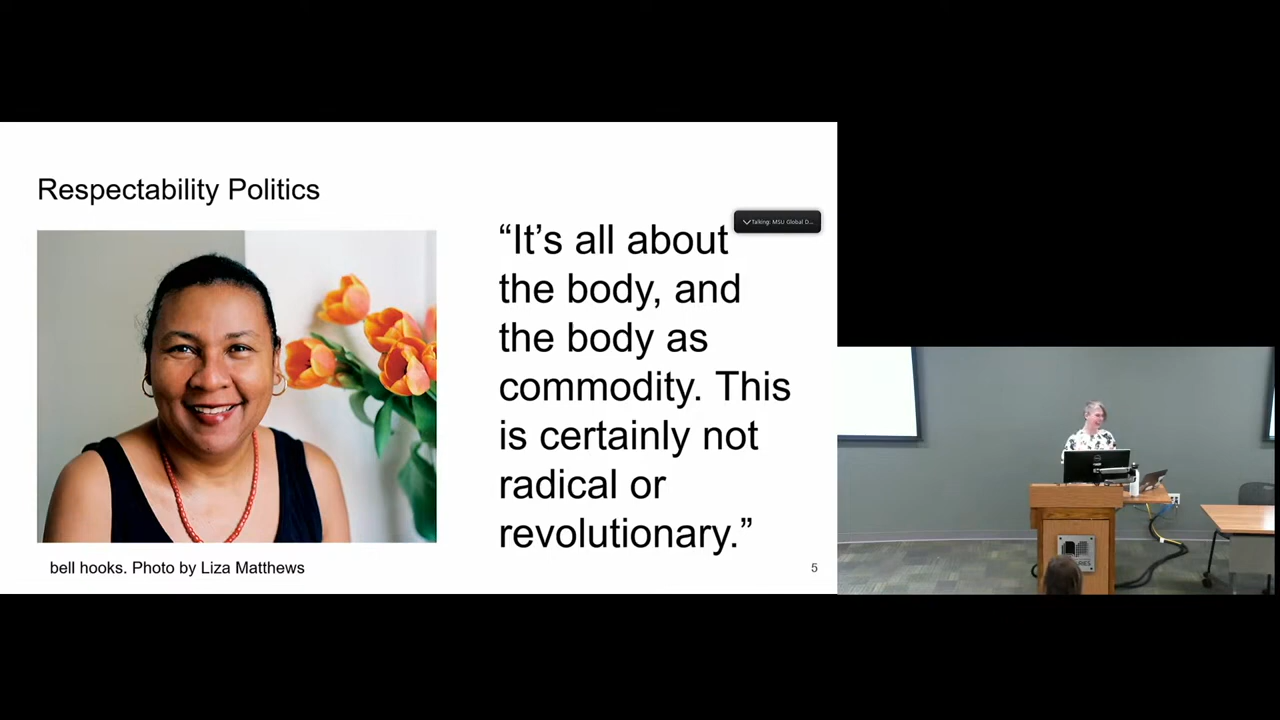 Respectability Politics
“It’s all about
the body, and
the body as
commodity. This
is certainly not
radical or
revolutionary.”
Talking: MSU Global D...
bell hooks. Photo by Liza Matthews
5